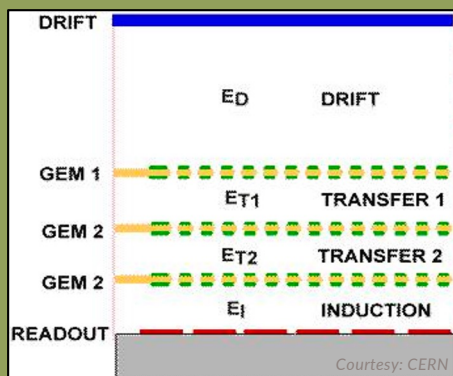 DRIFT
ED DRIFT
GEM 1
ET1 TRANSFER 1
GEM 2
ET2 TRANSFER 2
GEM 2
EI INDUCTION
READOUT
Courtesy: CERN